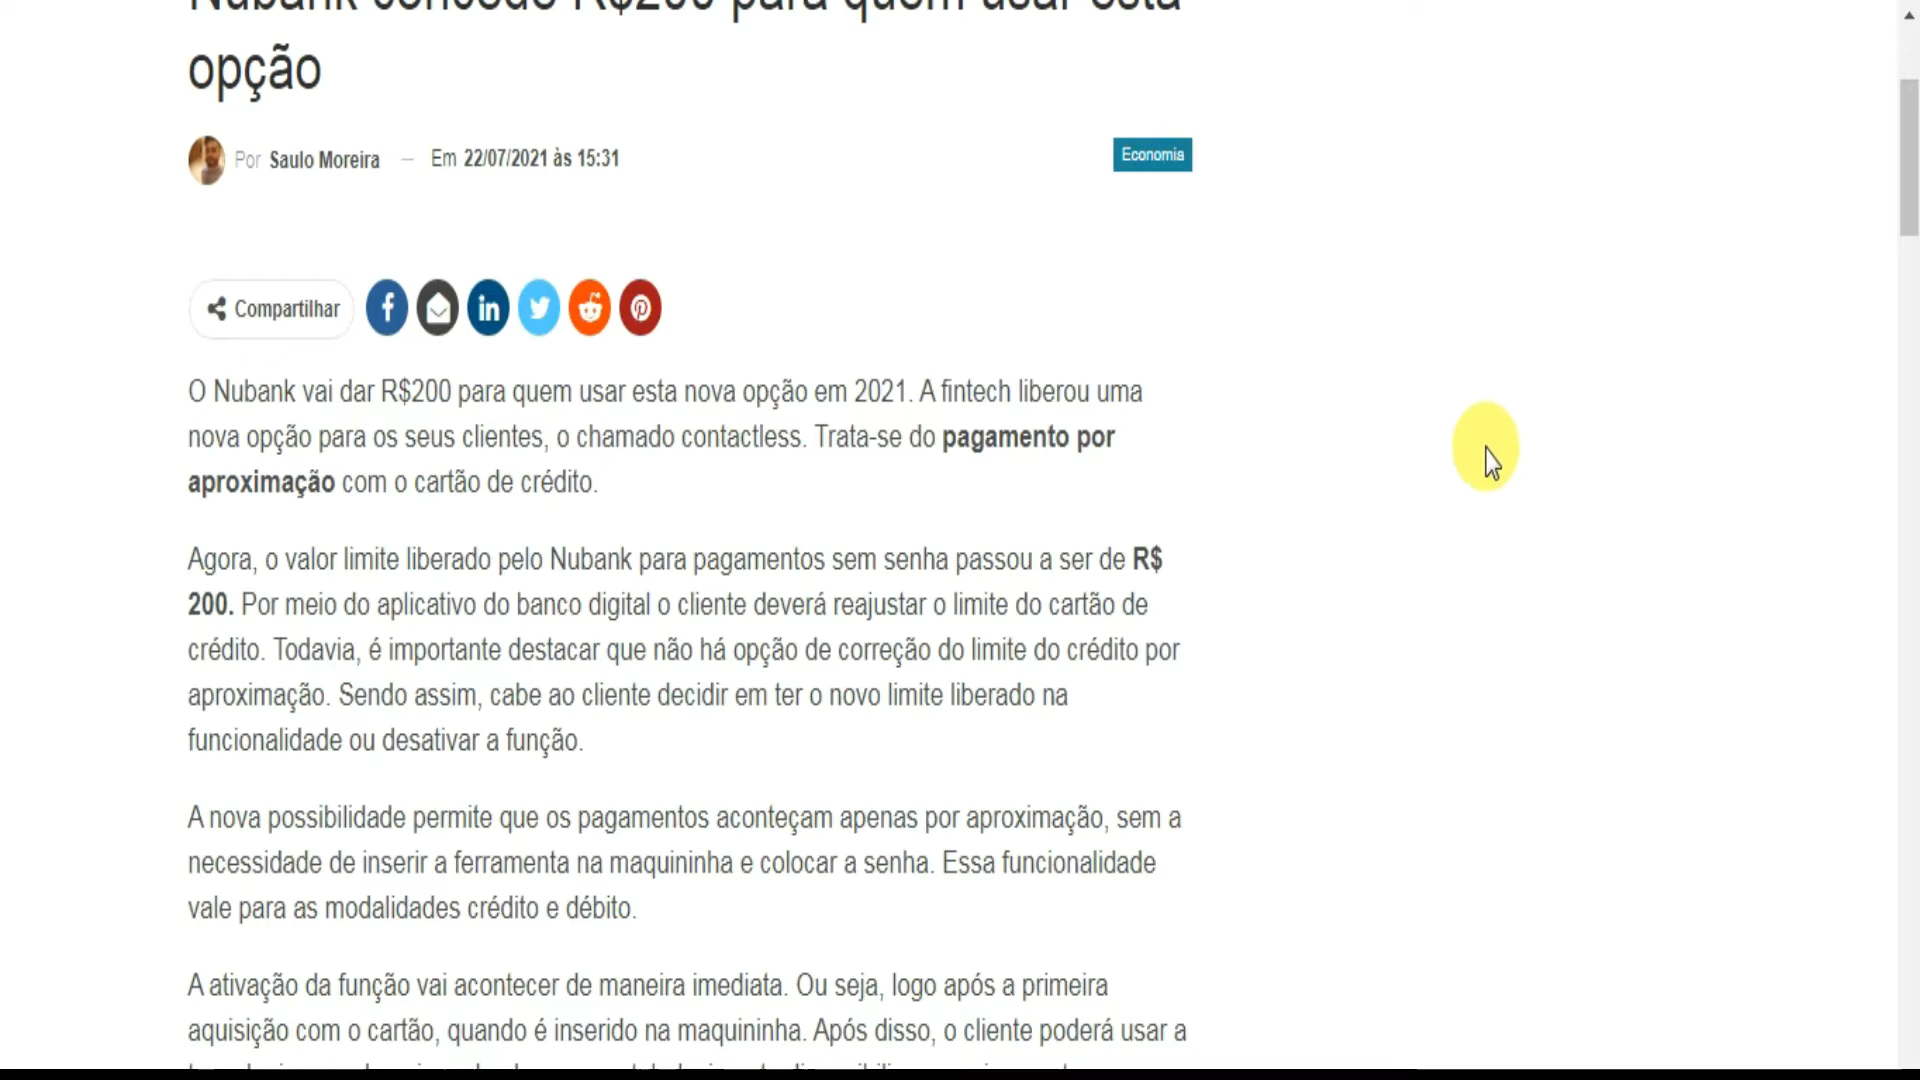 Nubank concede R$200 para quem usar esta
opção
Por Saulo Moreira — Em 22/07/2021 às 15:31
Economia
Compartilhar
O Nubank vai dar R$200 para quem usar esta nova opção em 2021. A fintech liberou uma
nova opção para os seus clientes, o chamado contactless. Trata-se do pagamento por
aproximação com o cartão de crédito.
Agora, o valor limite liberado pelo Nubank para pagamentos sem senha passou a ser de R$
200. Por meio do aplicativo do banco digital o cliente deverá reajustar o limite do cartão de
crédito. Todavia, é importante destacar que não há opção de correção do limite do crédito por
aproximação. Sendo assim, cabe ao cliente decidir em ter o novo limite liberado na
funcionalidade ou desativar a função.
A nova possibilidade permite que os pagamentos aconteçam apenas por aproximação, sem a
necessidade de inserir a ferramenta na maquininha e colocar a senha. Essa funcionalidade
vale para as modalidades crédito e débito.
A ativação da função vai acontecer de maneira imediata. Ou seja, logo após a primeira
aquisição com o cartão, quando é inserido na maquininha. Após disso, o cliente poderá usar a